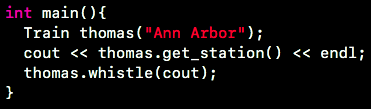 int main(){
  Train thomas("Ann Arbor");
  cout << thomas.get_station() << endl;
  thomas.whistle(cout);
}